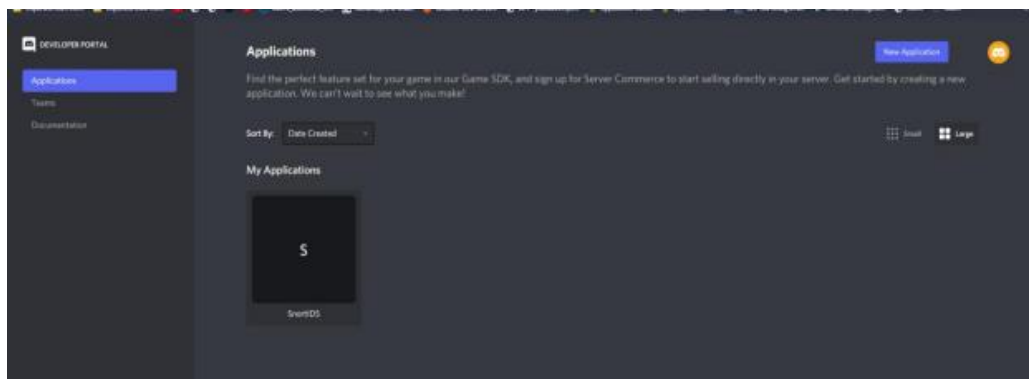 DEVELOPER PORTAL
Applications
Teams
Documentation
Applications
New Application
Find the perfect feature set for your game in our Game SDK, and sign up for Server Commerce to start selling directly in your server. Get started by creating a new
application. We can't wait to see what you make!
Sort By: Date Created
Small Large
My Applications
S
SnortIDS